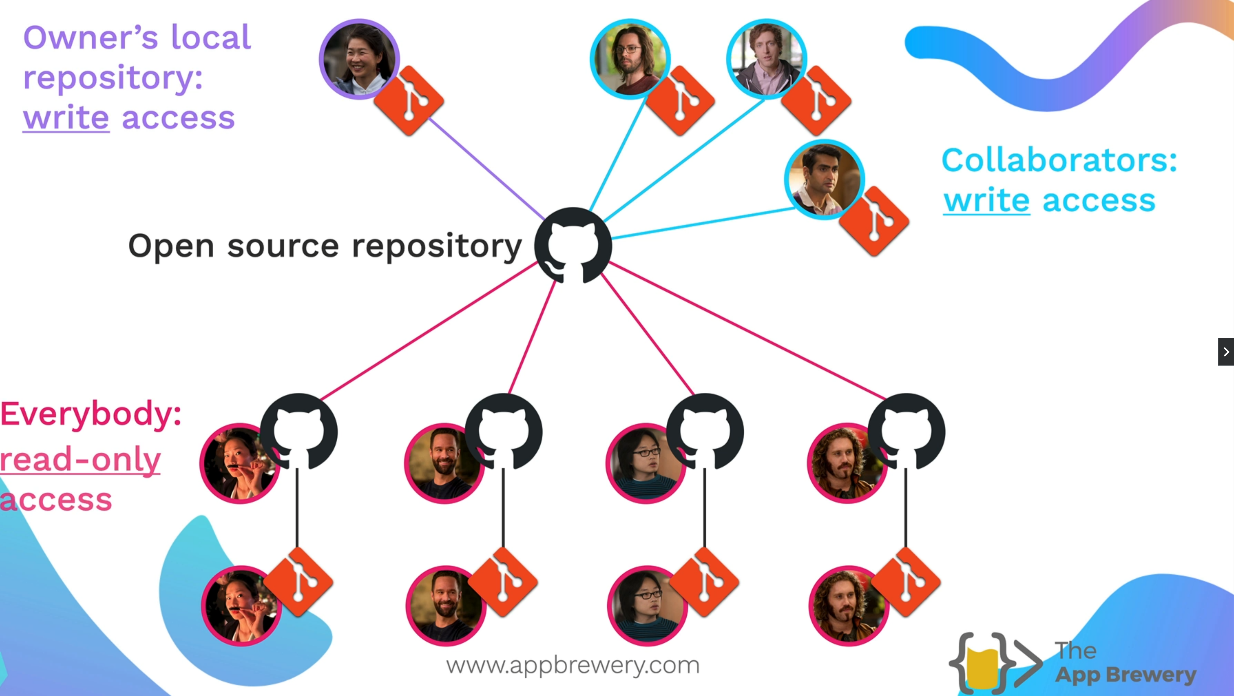 Owner's local
repository:
write access
Collaborators:
write access
Open source repository
Everybody:
read-only
access
www.appbrewery.com
The
App Brewery